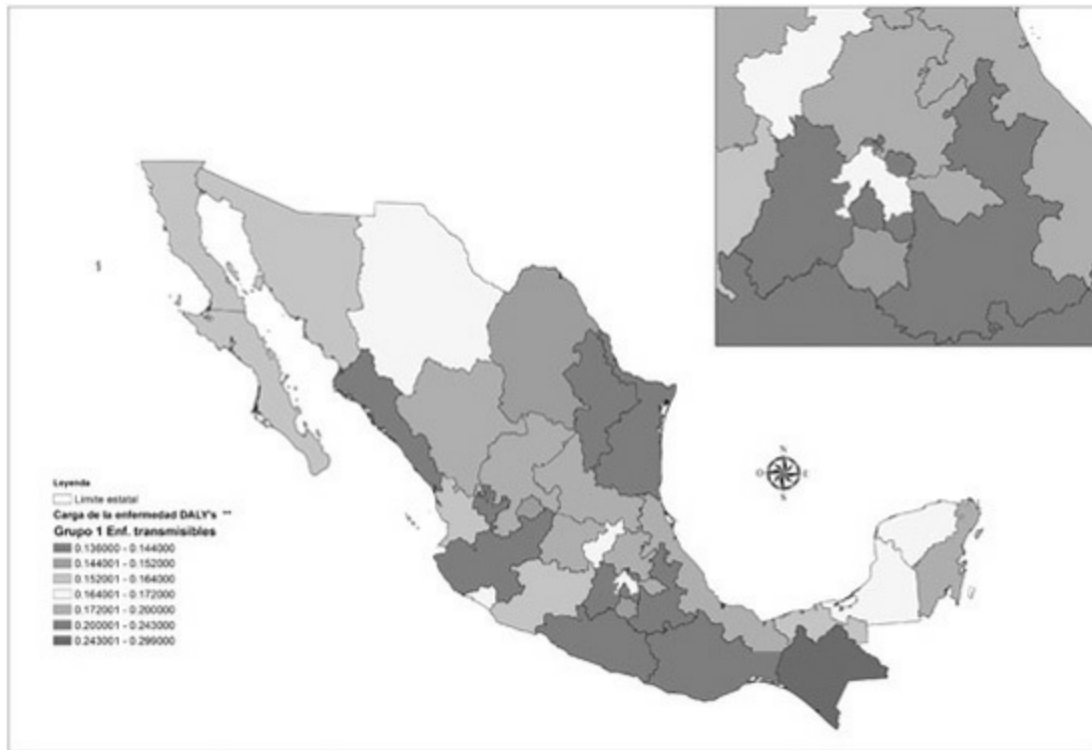 N
O
E
S
Leyenda
Limite estatal
Carga de la enfermedad DALY's **
Grupo 1 Enf. transmisibles
0.136000 - 0.144000
0.144001 - 0.152000
0.152001 - 0.164000
0.164001 - 0.172000
0.172001 - 0.200000
0.200001 - 0.243000
0.243001 - 0.299000